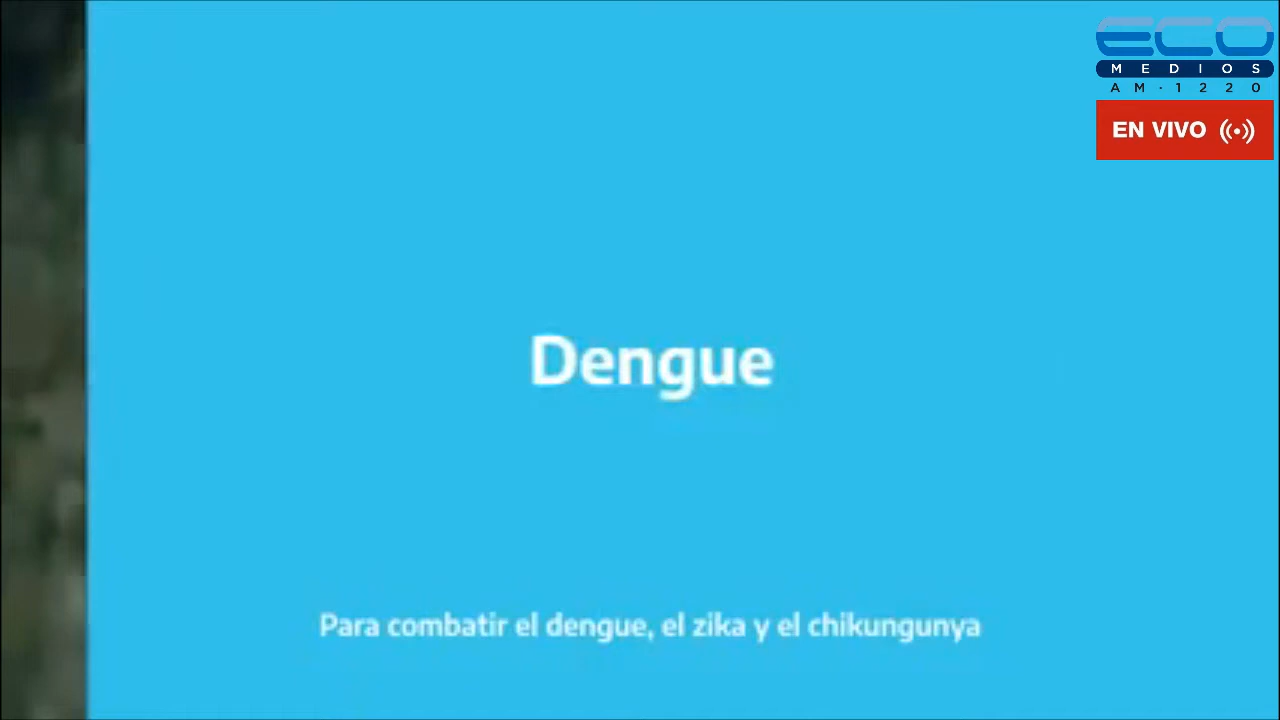 ECO
MEDIOS
AM·1220
EN VIVO
Dengue
Para combatir el dengue, el zika y el chikungunya